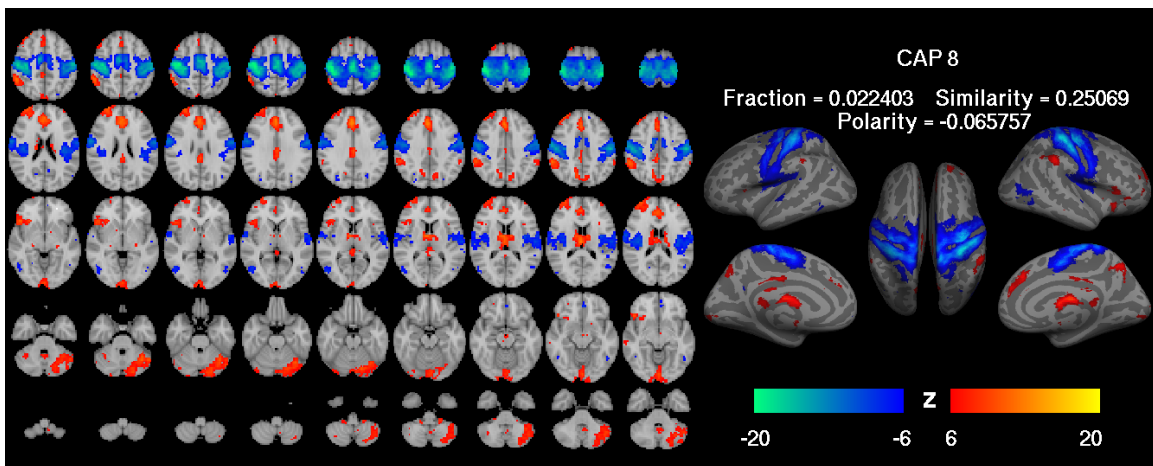 CAP 8
Fraction = 0.022403 Similarity = 0.25069
Polarity = -0.065757
z
-20 -6 6 20